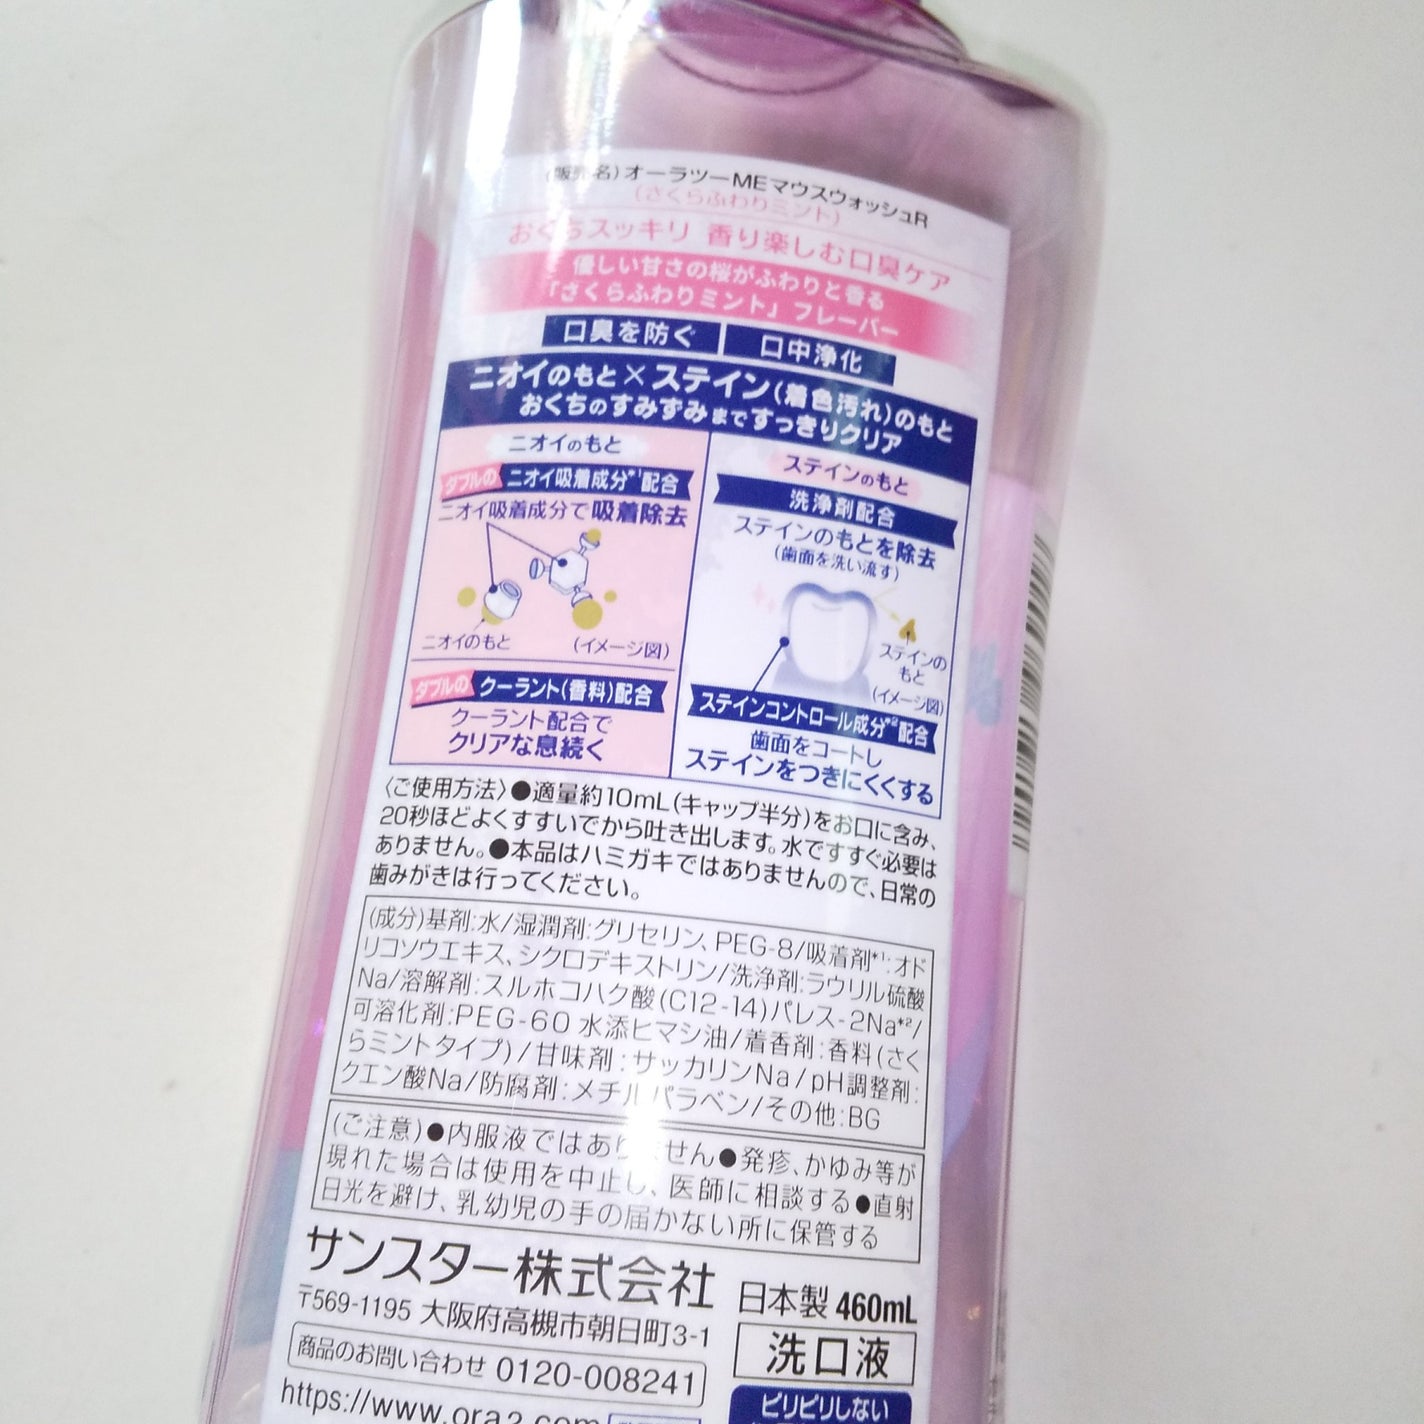 (販売名)オーラツーMEマウスウォッシュR
(さくらふわりミント)
おくちスッキリ 香り楽しむ口臭ケア
優しい甘さの桜がふわりと香る
「さくらふわりミント」フレーバー
口臭を防ぐ 口中浄化
ニオイのもと×ステイン(着色汚れ)のもと
おくちのすみずみまですっきりクリア
ニオイのもと
ダブルの ニオイ吸着成分*1配合
ニオイ吸着成分で吸着除去
ニオイのもと (イメージ図)
ダブルの クーラント(香料)配合
クーラント配合で
クリアな息続く
ステインのもと
洗浄剤配合
ステインのもとを除去
(歯面を洗い流す)
ステインの
もと
(イメージ図)
ステインコントロール成分*2配合
歯面をコートし
ステインをつきにくくする
〈ご使用方法〉●適量約10mL(キャップ半分)をお口に含み、
20秒ほどよくすすいでから吐き出します。水ですすぐ必要は
ありません。●本品はハミガキではありませんので、日常の
歯みがきは行ってください。
(成分)基剤:水/湿潤剤:グリセリン、PEG-8/吸着剤*1:オド
リコソウエキス、シクロデキストリン/洗浄剤:ラウリル硫酸
Na/溶解剤:スルホコハク酸(C12-14)パレス-2Na*2/
可溶化剤:PEG-60 水添ヒマシ油/着香剤:香料(さく
らミントタイプ)/甘味剤:サッカリンNa/pH調整剤:
クエン酸Na/防腐剤:メチルパラベン/その他:BG
(ご注意)●内服液ではありません●発疹、かゆみ等が
現れた場合は使用を中止し、医師に相談する●直射
日光を避け、乳幼児の手の届かない所に保管する
サンスター株式会社
〒569-1195 大阪府高槻市朝日町3-1
商品のお問い合わせ 0120-008241
https://www.ora2.com
日本製 460mL
洗口液
ピリピリしない